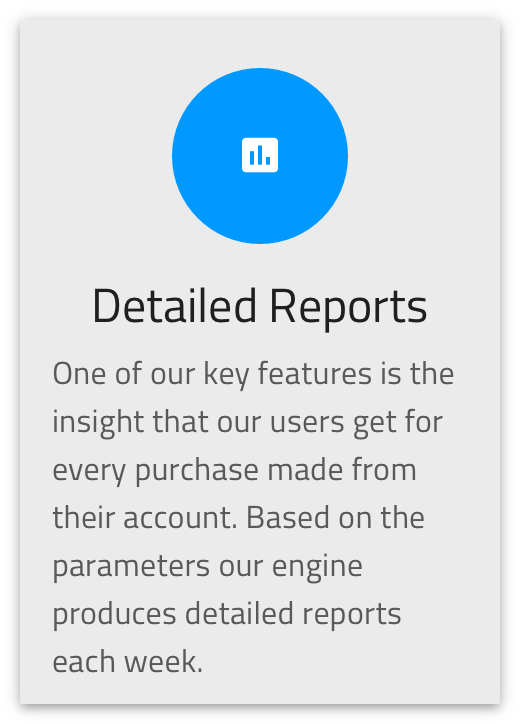 Detailed Reports
One of our key features is the
insight that our users get for
every purchase made from
their account. Based on the
parameters our engine
produces detailed reports
each week.